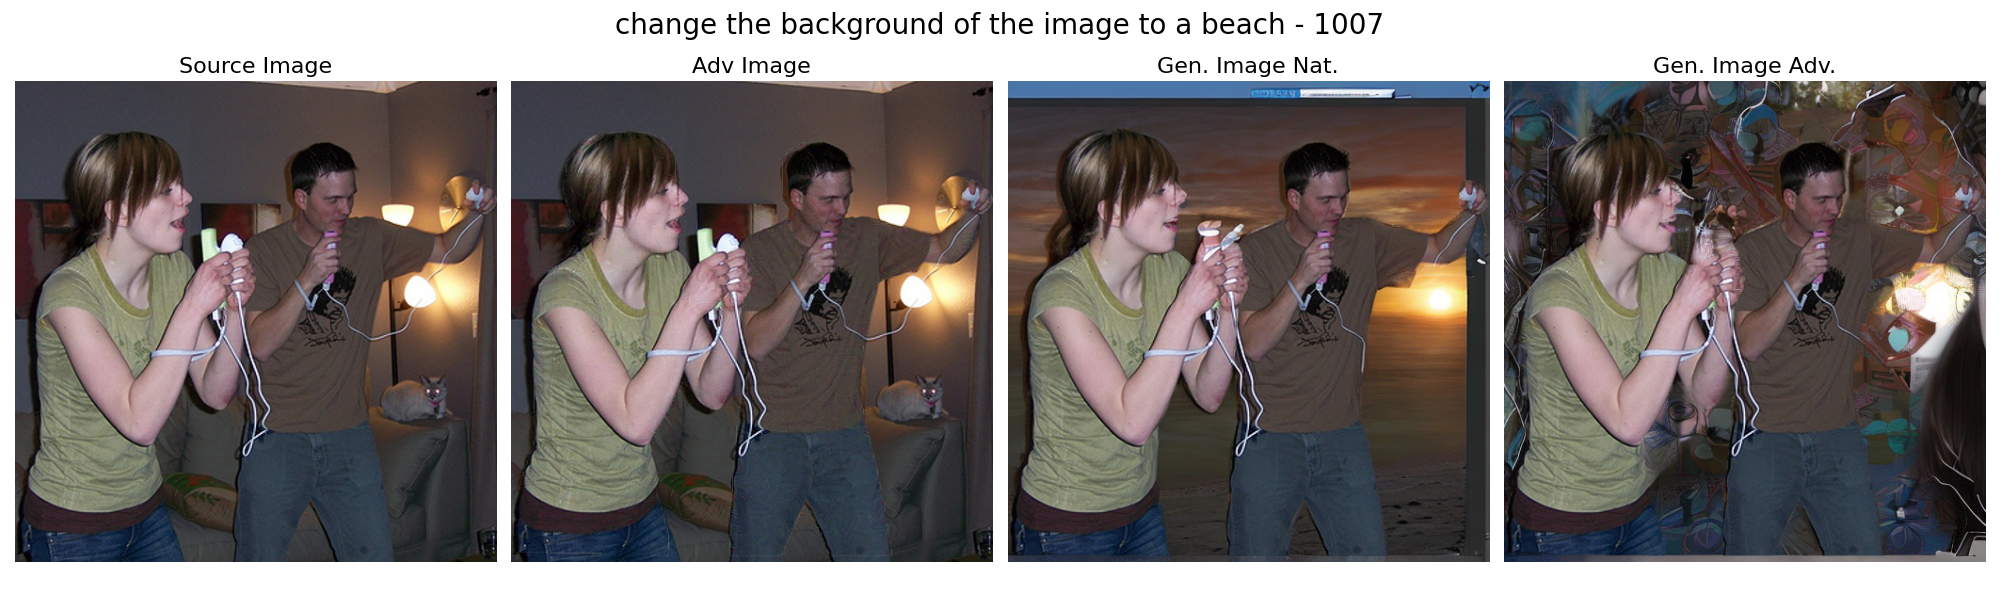 change the background of the image to a beach - 1007
Source Image
Adv Image
Gen. Image Nat.
Gen. Image Adv.